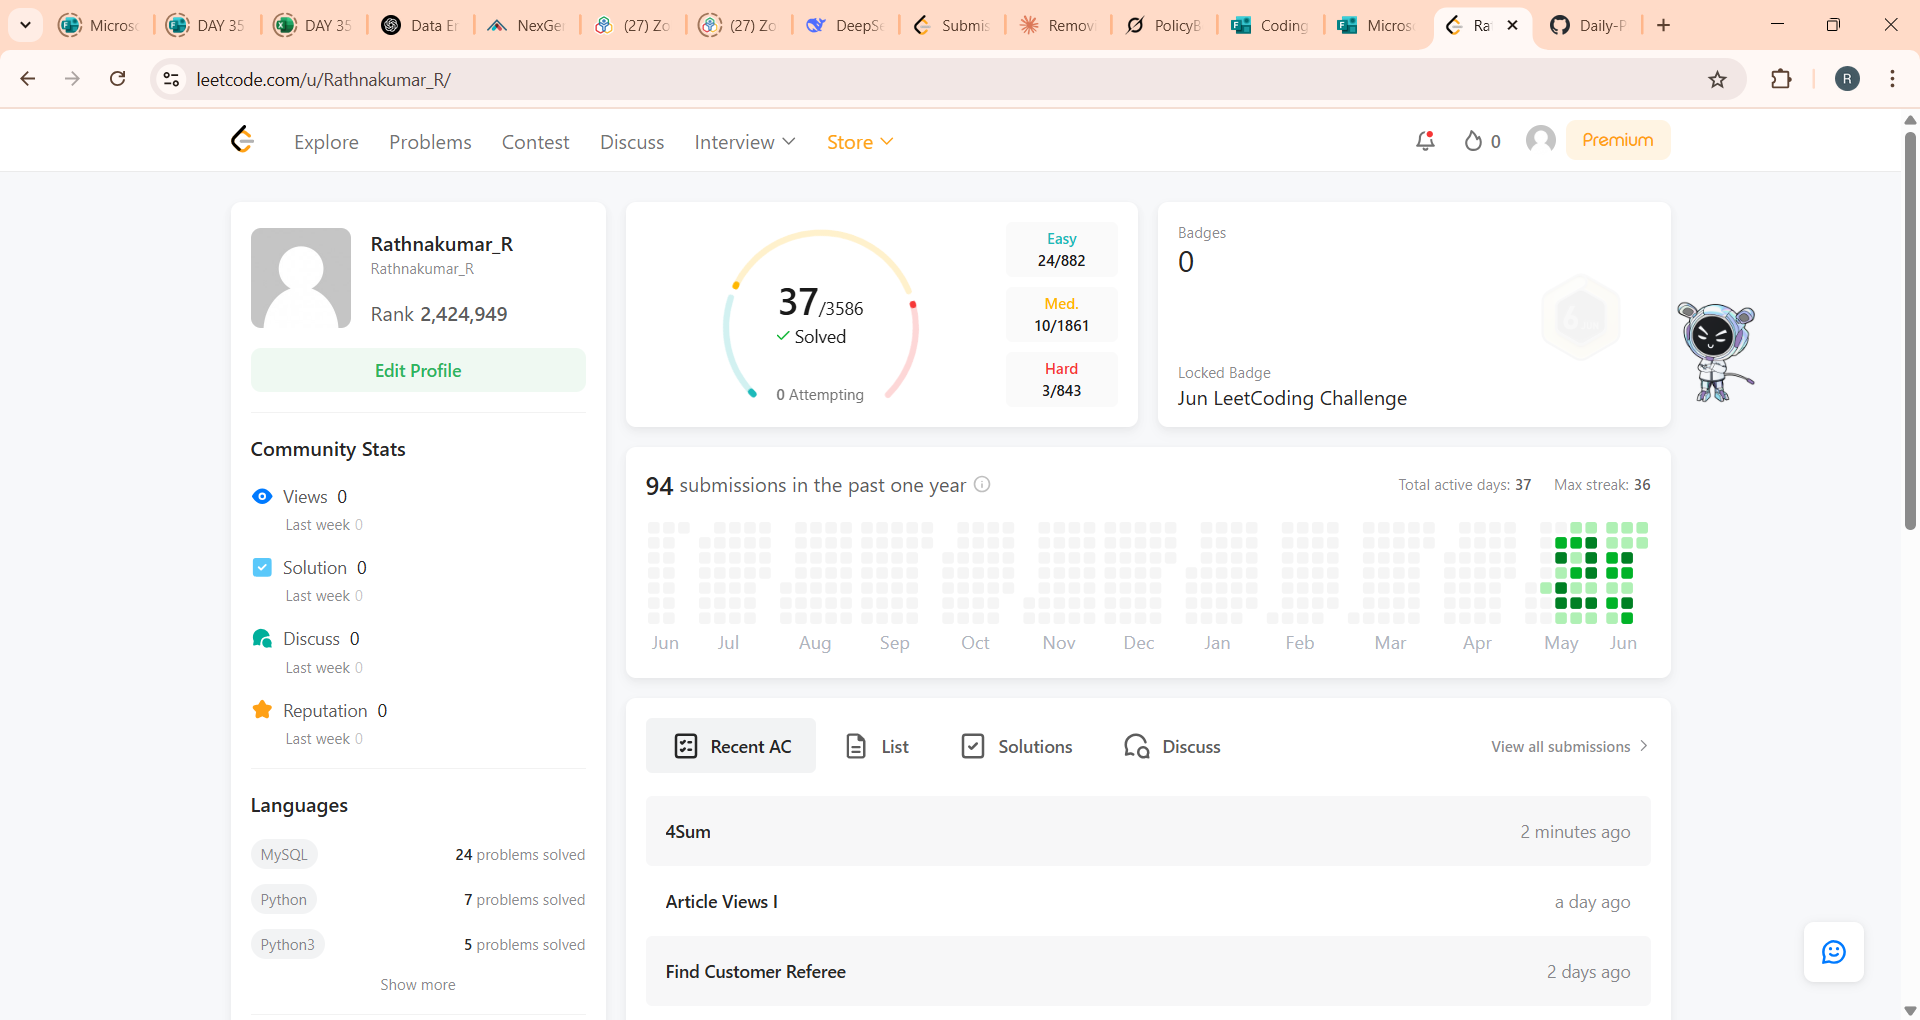 Microso
DAY 35
DAY 35
Data En
NexGen
(27) Zo
(27) Zo
DeepSe
Submis
Removi
PolicyB
Coding
Microso
Rat
Daily-P
leetcode.com/u/Rathnakumar_R/
R
Explore
Problems
Contest
Discuss
Interview
Store
0
Premium
Rathnakumar_R
Rathnakumar_R
Rank 2,424,949
Edit Profile
Community Stats
Views 0
Last week 0
Solution 0
Last week 0
Discuss 0
Last week 0
Reputation 0
Last week 0
Languages
MySQL
24 problems solved
Python
7 problems solved
Python3
5 problems solved
Show more
37/3586
Solved
0 Attempting
Easy
24/882
Med.
10/1861
Hard
3/843
Badges
0
Locked Badge
Jun LeetCoding Challenge
94 submissions in the past one year
Total active days: 37
Max streak: 36
Jun
Jul
Aug
Sep
Oct
Nov
Dec
Jan
Feb
Mar
Apr
May
Jun
Recent AC
List
Solutions
Discuss
View all submissions
4Sum
2 minutes ago
Article Views I
a day ago
Find Customer Referee
2 days ago